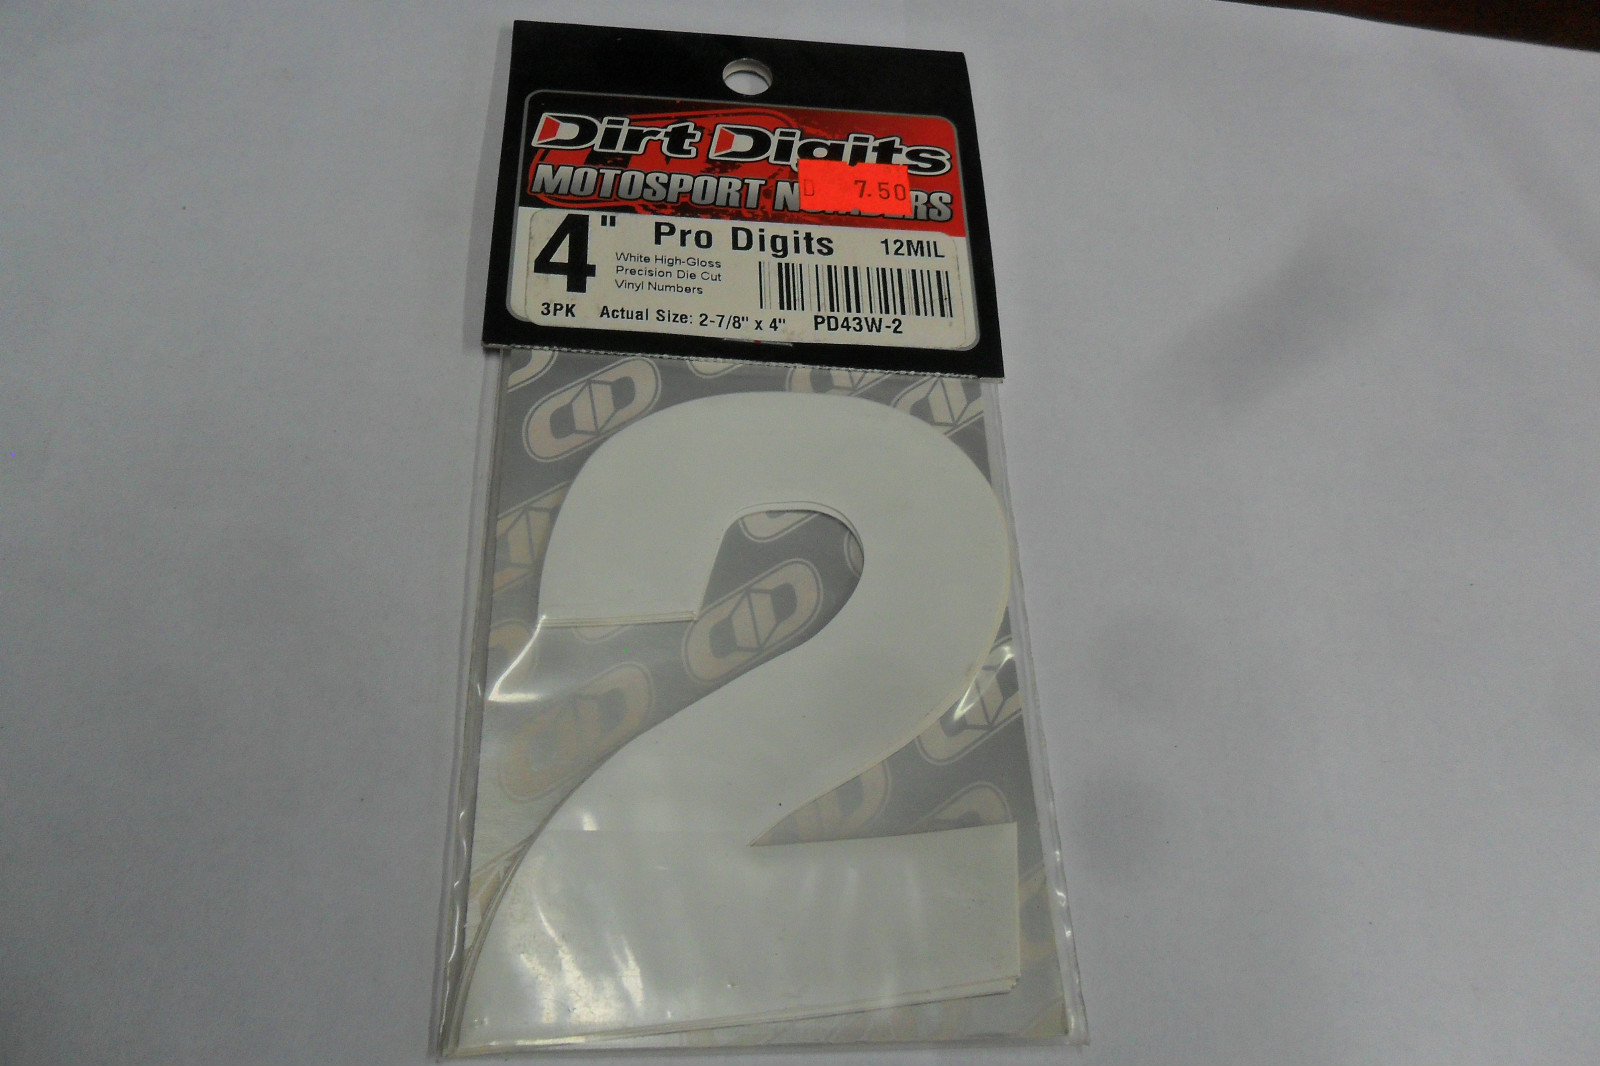 Dirt Digits
MOTOSPORT NUMBERS
D 7.50
4" Pro Digits 12MIL
White High-Gloss
Precision Die Cut
Vinyl Numbers
3PK Actual Size: 2-7/8" x 4" PD43W-2
2